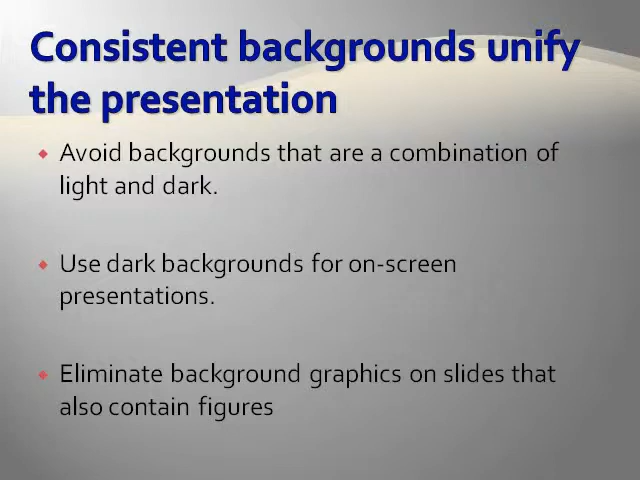 Consistent backgrounds unify
the presentation
Avoid backgrounds that are a combination of
light and dark.
Use dark backgrounds for on-screen
presentations.
Eliminate background graphics on slides that
also contain figures